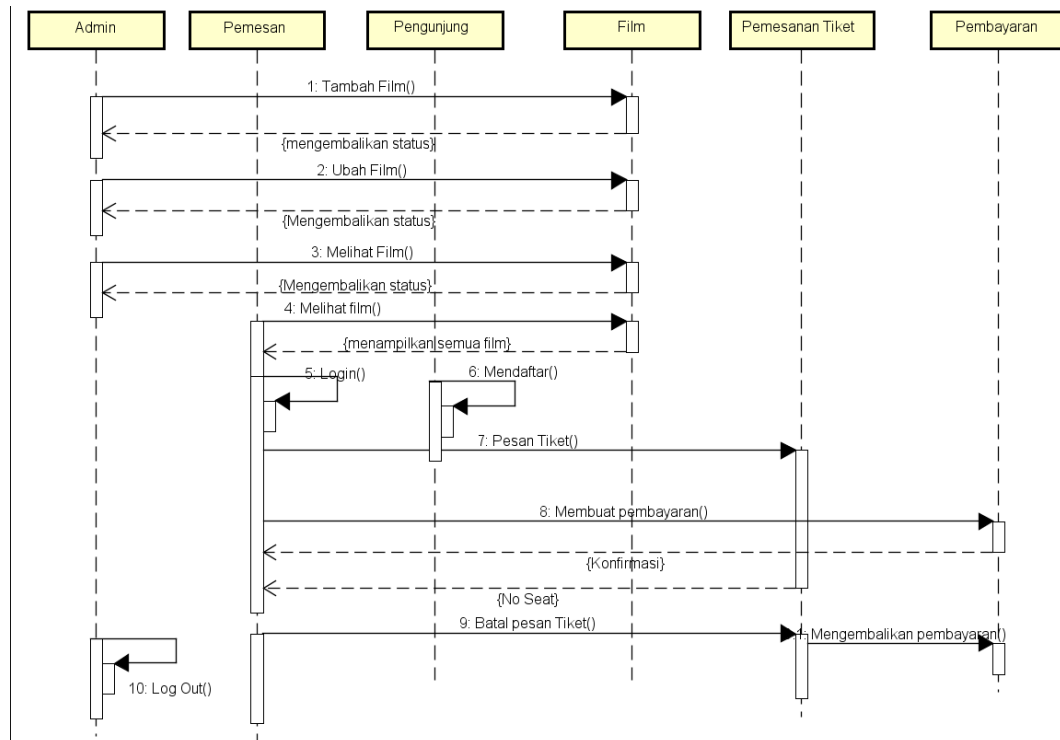 Admin
Pemesan
Pengunjung
Film
Pemesanan Tiket
Pembayaran
1: Tambah Film()
{mengembalikan status}
2: Ubah Film()
{Mengembalikan status}
3: Melihat Film()
{Mengembalikan status}
4: Melihat film()
{menampilkan semua film}
5: Login()
6: Mendaftar()
7: Pesan Tiket()
8: Membuat pembayaran()
{Konfirmasi}
{No Seat}
9: Batal pesan Tiket()
1: Mengembalikan pembayaran()
10: Log Out()